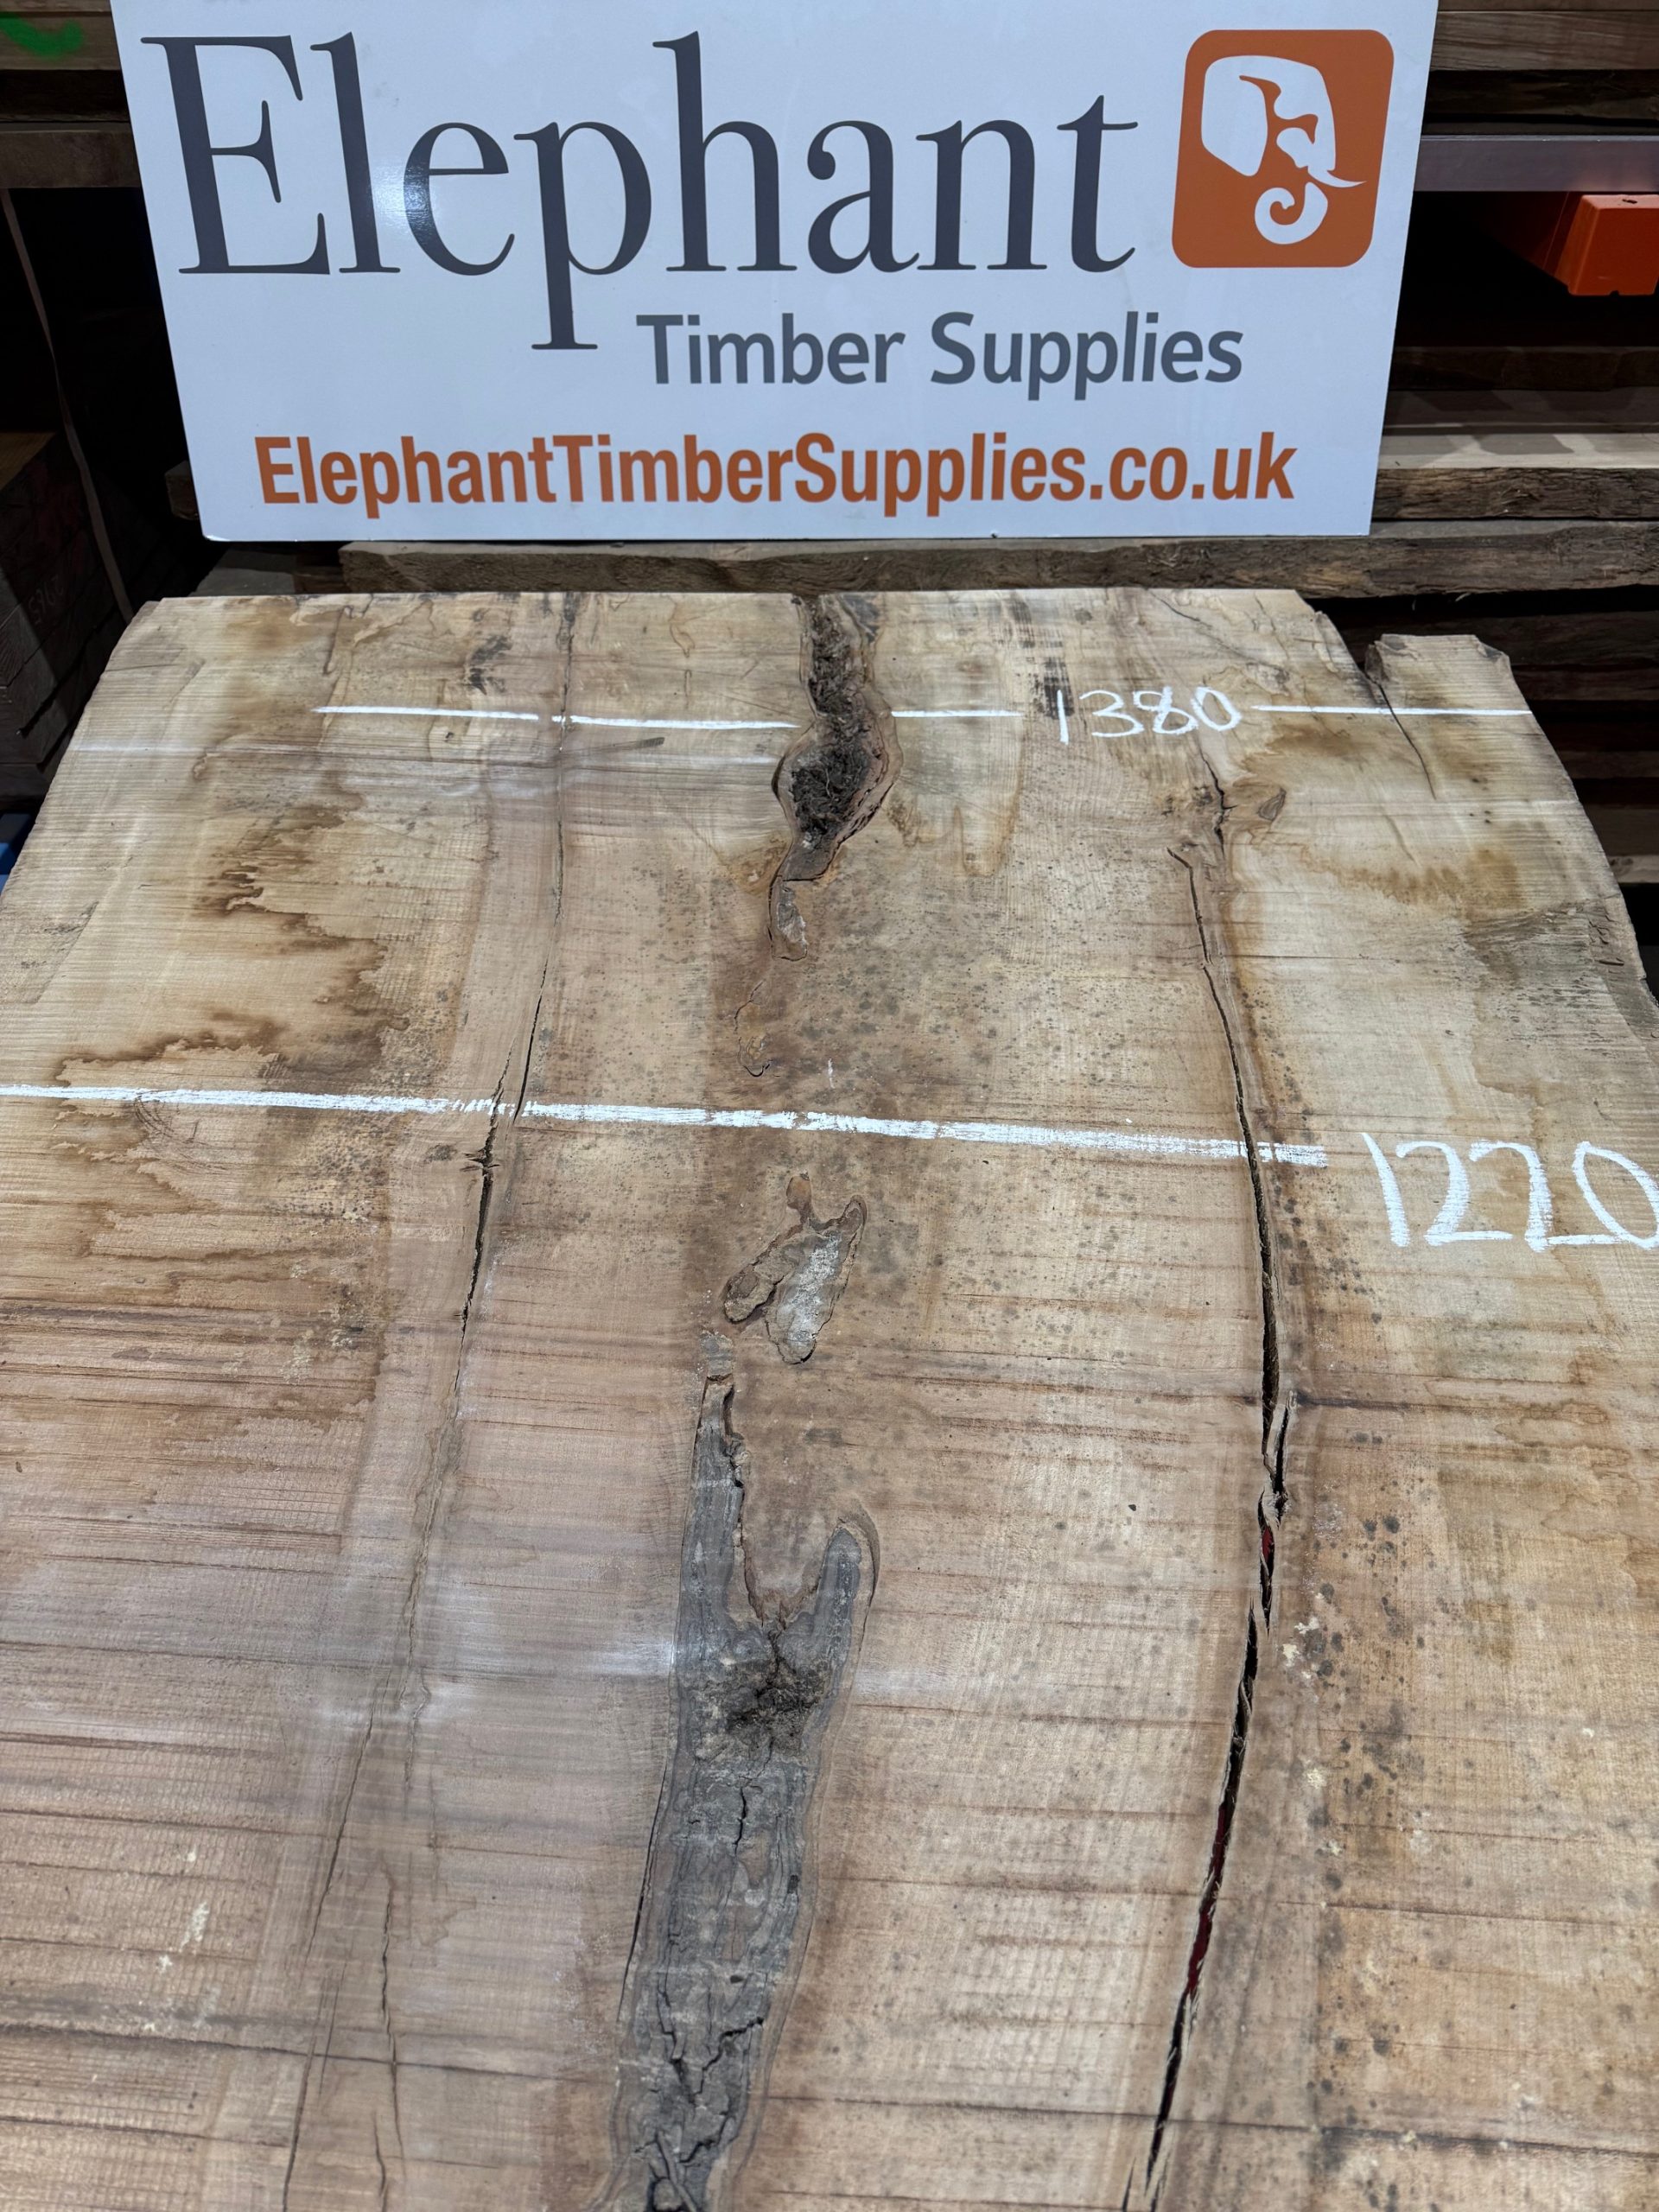 Elephant
Timber Supplies
ElephantTimberSupplies.co.uk
1380
1220